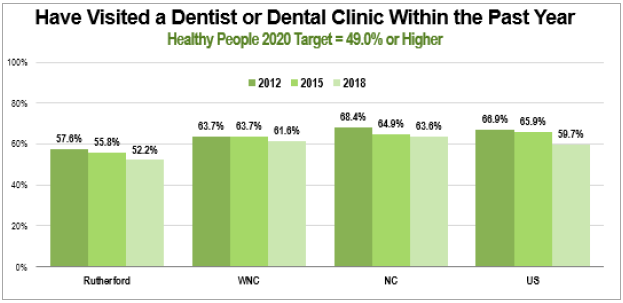 Have Visited a Dentist or Dental Clinic Within the Past Year
Healthy People 2020 Target = 49.0% or Higher
100%
2012 2015 2018
80%
57.6% 55.8% 52.2% 63.7% 63.7% 61.6% 68.4% 64.9% 63.6% 66.9% 65.9% 59.7%
60%
40%
20%
0%
Rutherford WNC NC US